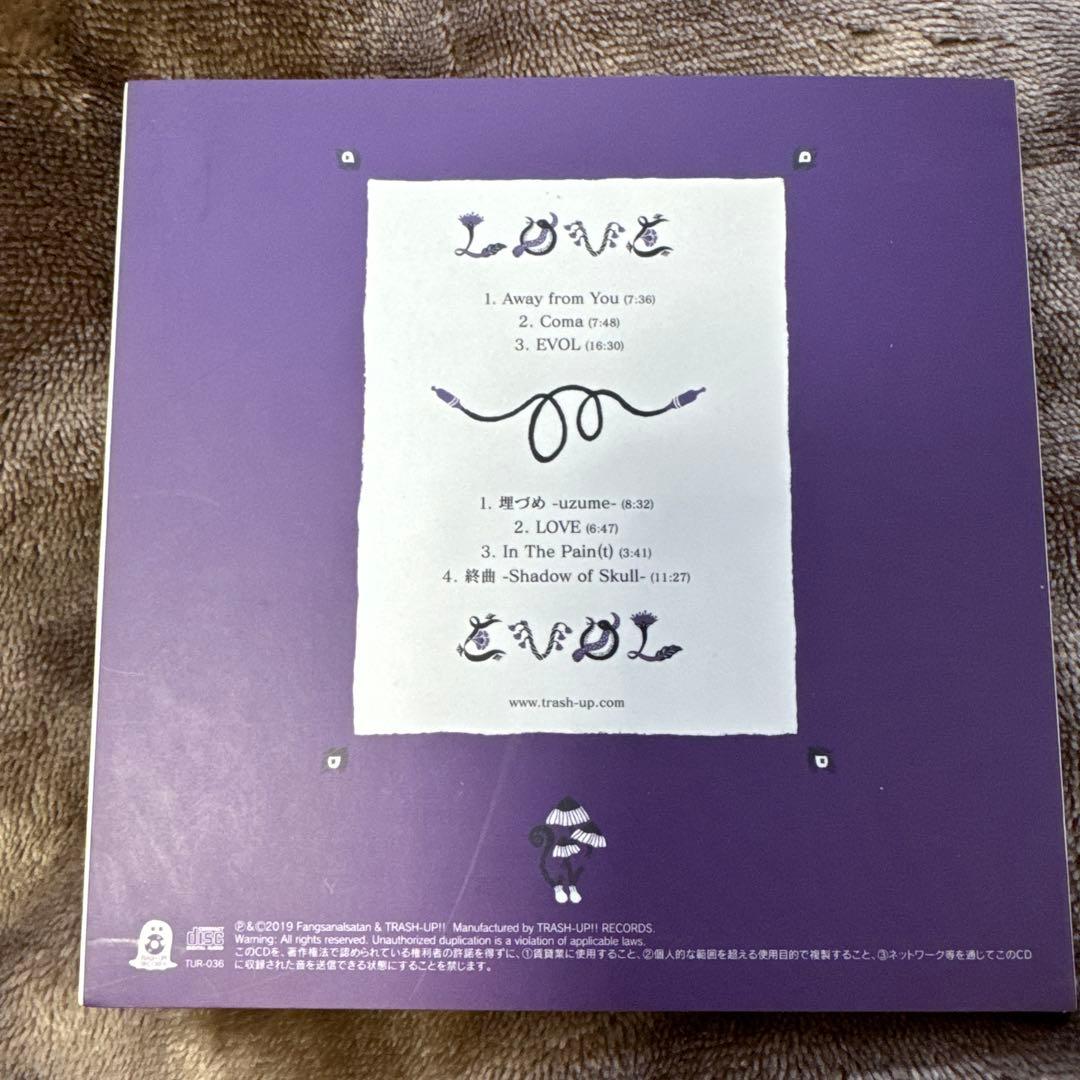 LOVE
1. Away from You (7:36)
2. Coma (7:48)
3. EVOL (16:30)
1. 埋づめ -uzume- (8:32)
2. LOVE (6:47)
3. In The Pain(t) (3:41)
4. 終曲 -Shadow of Skull- (11:27)
EVOL
www.trash-up.com
COMPACT
disc
DIGITAL AUDIO
TUR-036
℗&©2019 Fangsanalsatan & TRASH-UP!! Manufactured by TRASH-UP!! RECORDS.
Warning: All rights reserved. Unauthorized duplication is a violation of applicable laws.
このCDを、著作権法で認められている権利者の許諾を得ずに、①賃貸業に使用すること、②個人的な範囲を超える使用目的で複製すること、③ネットワーク等を通じてこのCD
に収録された音を送信できる状態にすることを禁じます。